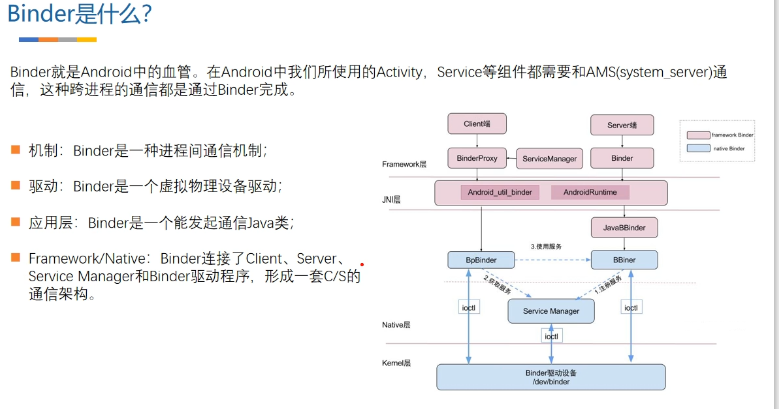 Binder是什么？
Binder就是Android中的血管。在Android中我们所使用的Activity，Service等组件都需要和AMS(system_server)通
信，这种跨进程的通信都是通过Binder完成。
机制：Binder是一种进程间通信机制；
驱动：Binder是一个虚拟物理设备驱动；
应用层：Binder是一个能发起通信Java类；
Framework/Native：Binder连接了Client、Server、
Service Manager和Binder驱动程序，形成一套C/S的
通信架构。
Client端
Server端
framework Binder
native Binder
BinderProxy
ServiceManager
Binder
Framework层
Android_util_binder
AndroidRuntime
JNI层
JavaBBinder
3.使用服务
BpBinder
BBiner
2.获取服务
1.注册服务
ioctl
Service Manager
ioctl
ioctl
Native层
Kernel层
Binder驱动设备
/dev/binder